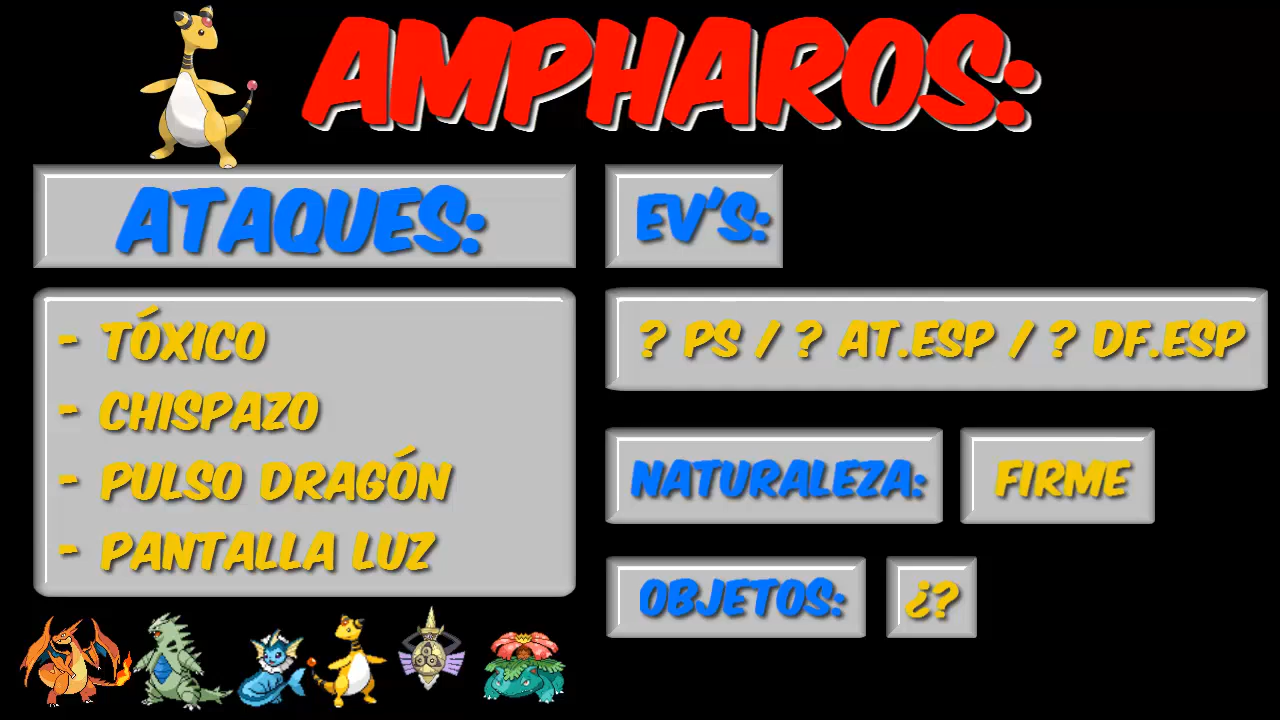 AMPHAROS:
ATAQUES:
- TÓXICO
- CHISPAZO
- PULSO DRAGÓN
- PANTALLA LUZ
EV'S:
? PS / ? AT.ESP / ? DF.ESP
NATURALEZA: FIRME
OBJETOS: ¿?